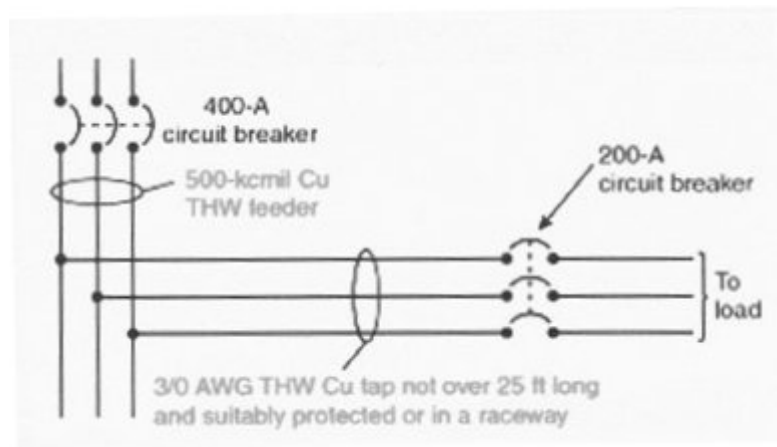 400-A
circuit breaker
500-kcmil Cu
THW feeder
200-A
circuit breaker
To
load
3/0 AWG THW Cu tap not over 25 ft long
and suitably protected or in a raceway